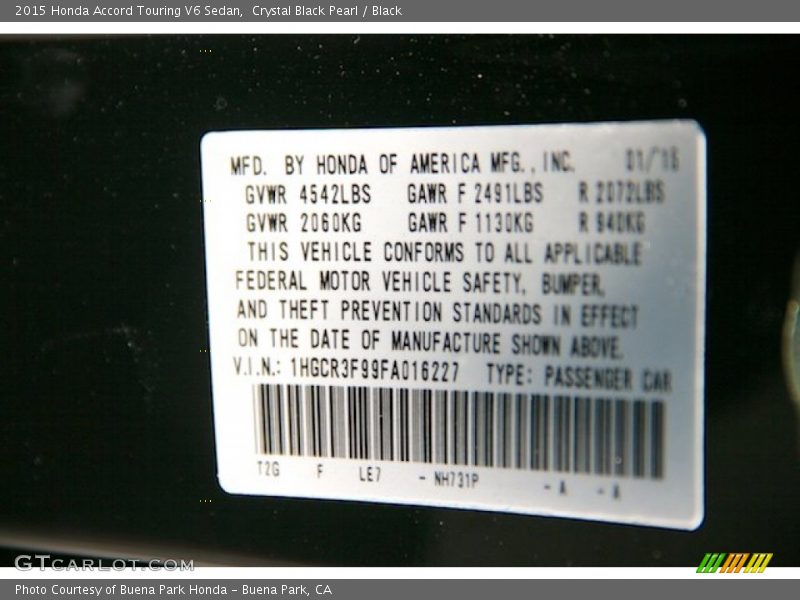 2015 Honda Accord Touring V6 Sedan,  Crystal Black Pearl / Black
MFD. BY HONDA OF AMERICA MFG., INC. 01/15
GVWR 4542LBS GAWR F 2491LBS R 2072LBS
GVWR 2060KG GAWR F 1130KG R 940KG
THIS VEHICLE CONFORMS TO ALL APPLICABLE
FEDERAL MOTOR VEHICLE SAFETY, BUMPER,
AND THEFT PREVENTION STANDARDS IN EFFECT
ON THE DATE OF MANUFACTURE SHOWN ABOVE.
V.I.N.: 1HGCR3F99FA016227 TYPE: PASSENGER CAR
T2G F LE7 - NH731P - A - A
GTCARLOT.COM
Photo Courtesy of Buena Park Honda – Buena Park, CA